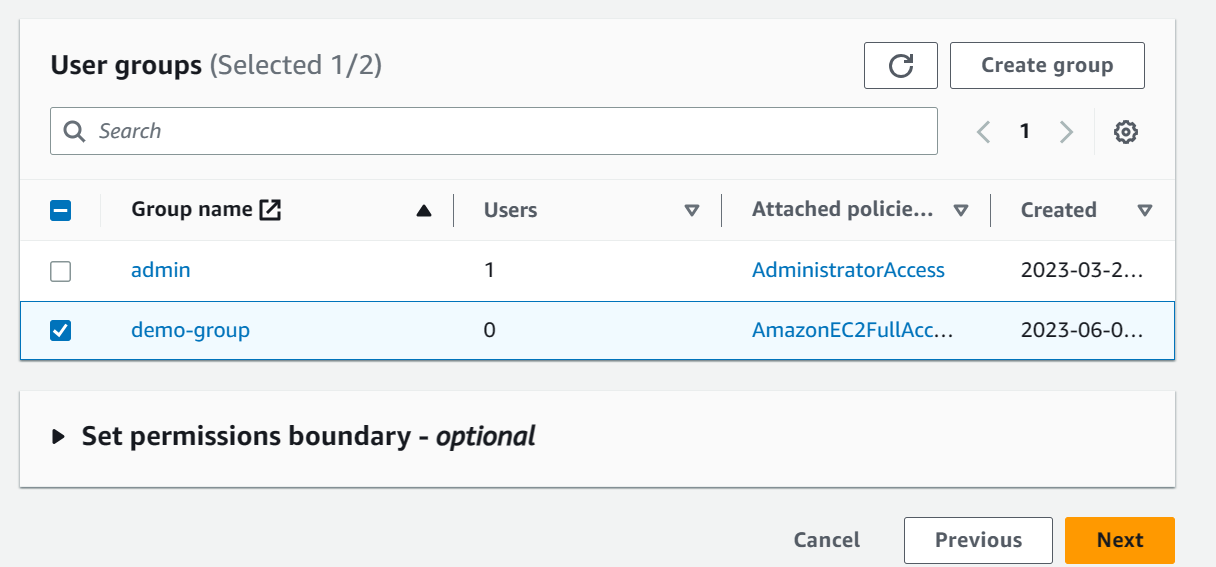 User groups (Selected 1/2)
Create group
Search
1
Group name Users Attached policie... Created
admin 1 AdministratorAccess 2023-03-2...
demo-group 0 AmazonEC2FullAcc... 2023-06-0...
Set permissions boundary - optional
Cancel Previous Next